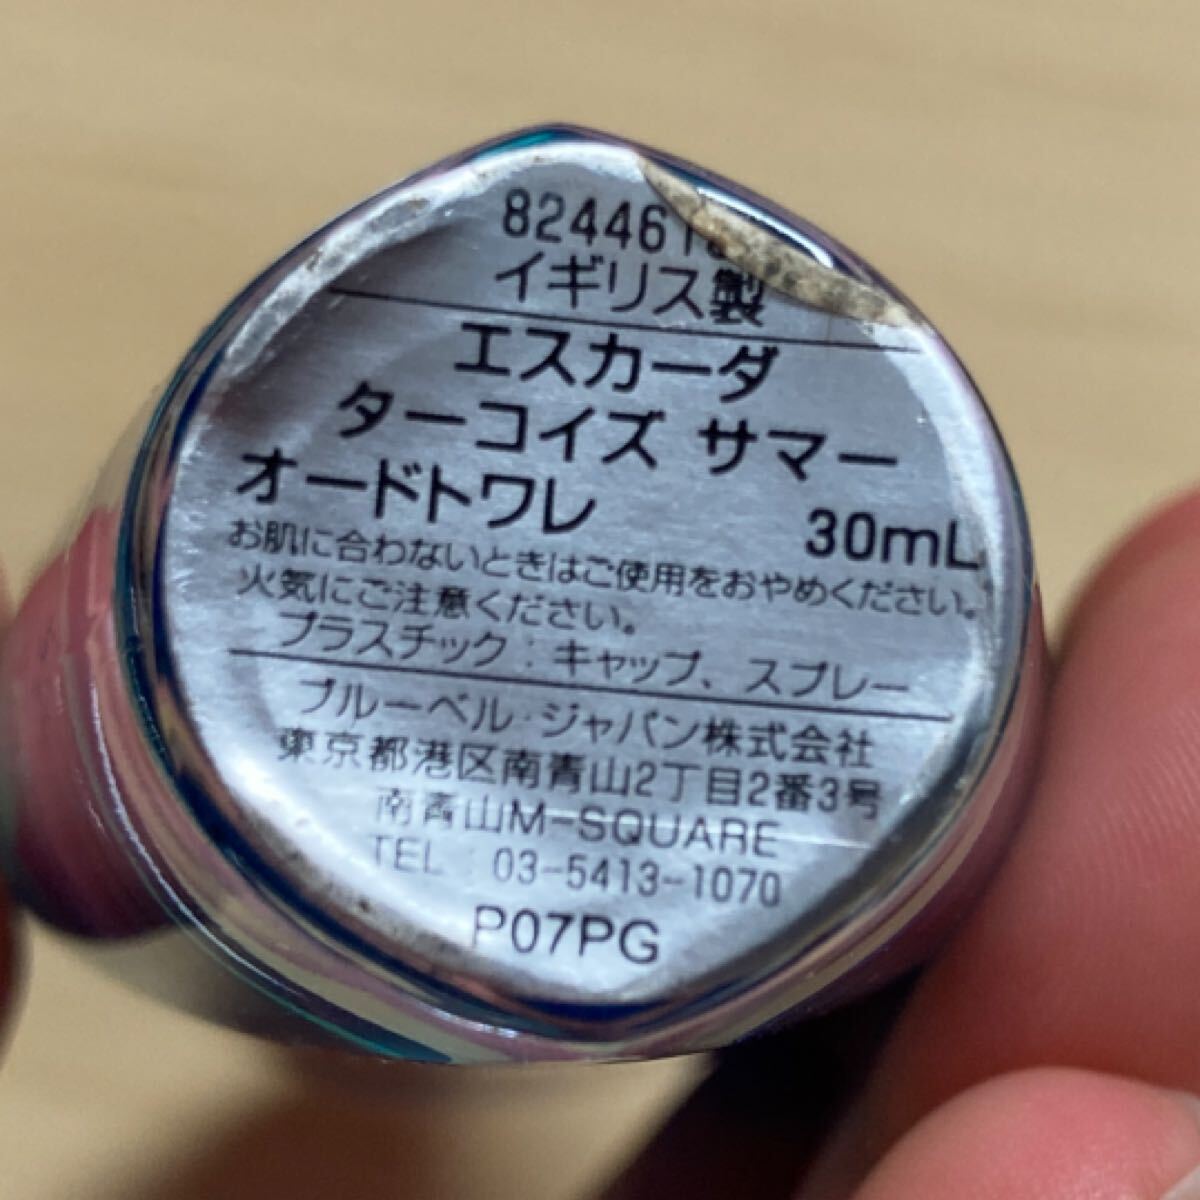 イギリス製
エスカーダ
ターコイズ サマー
オードトワレ 30mL
お肌に合わないときはご使用をおやめください。
火気にご注意ください。
プラスチック：キャップ、スプレー
ブルーベル・ジャパン株式会社
東京都港区南青山2丁目2番3号
南青山M-SQUARE
TEL：03-5413-1070
P07PG